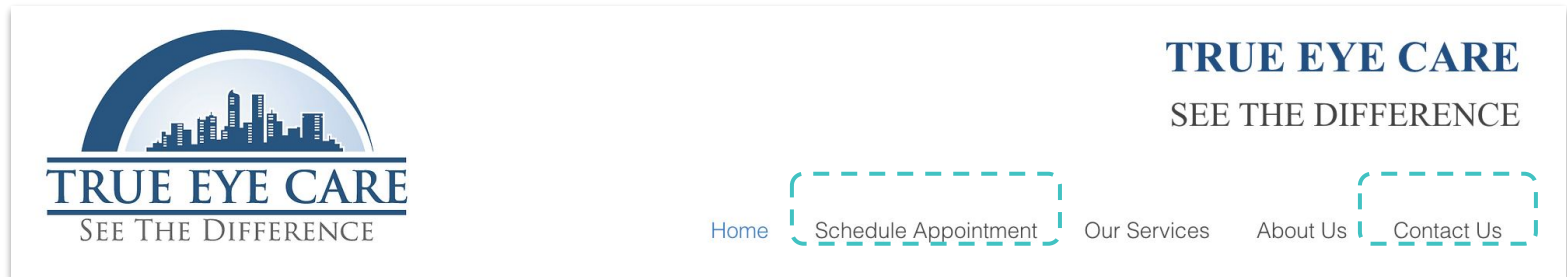 TRUE EYE CARE
SEE THE DIFFERENCE
TRUE EYE CARE
SEE THE DIFFERENCE
Home Schedule Appointment Our Services About Us Contact Us